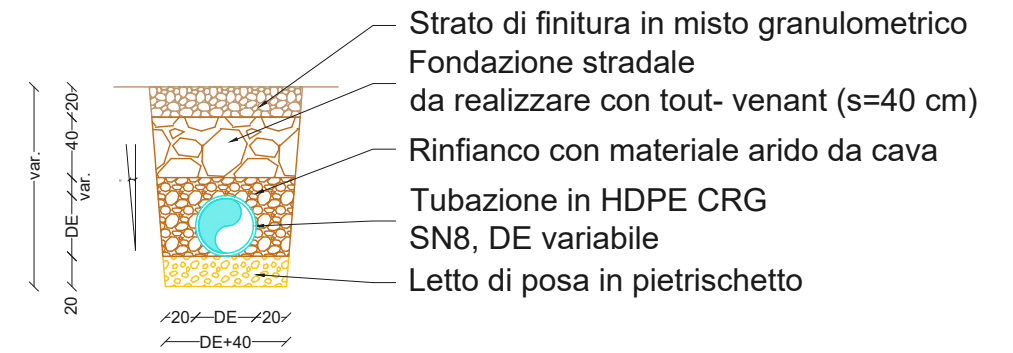 Strato di finitura in misto granulometrico
Fondazione stradale
da realizzare con tout- venant (s=40 cm)
Rinfianco con materiale arido da cava
Tubazione in HDPE CRG
SN8, DE variabile
Letto di posa in pietrischetto
var.
20
40
var.
DE
20
20 DE 20
DE+40